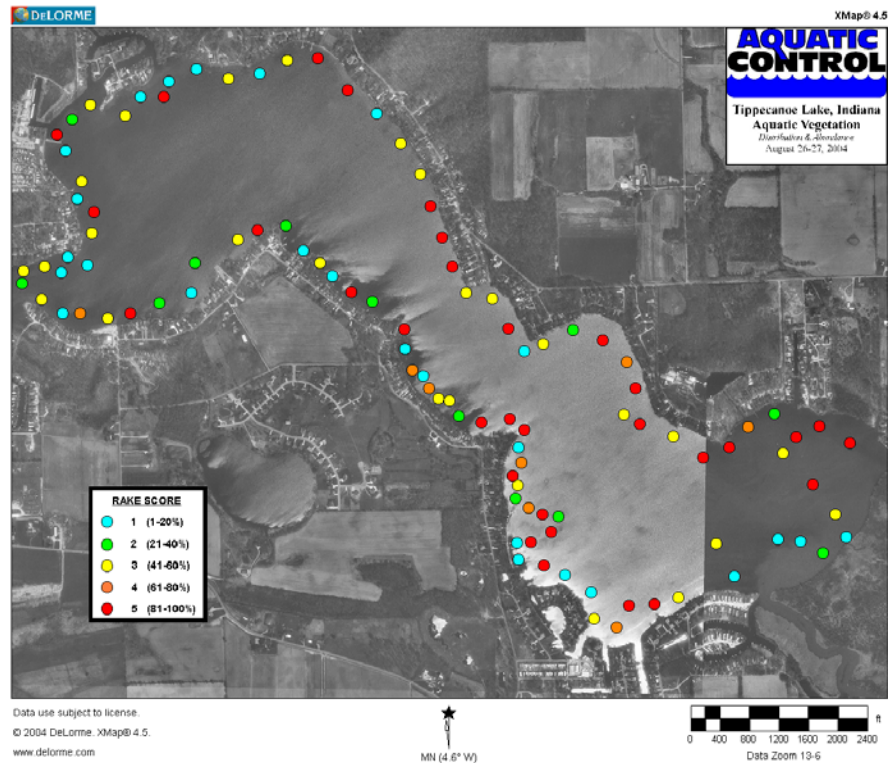 DELORME
XMap® 4.5
AQUATIC
CONTROL
Tippecanoe Lake, Indiana
Aquatic Vegetation
Distribution & Abundance
August 26-27, 2004
RAKE SCORE
1 (1-20%)
2 (21-40%)
3 (41-60%)
4 (61-80%)
5 (81-100%)
Data use subject to license.
© 2004 DeLorme. XMap® 4.5.
www.delorme.com
MN (4.6° W)
ft
0 400 800 1200 1600 2000 2400
Data Zoom 13-6